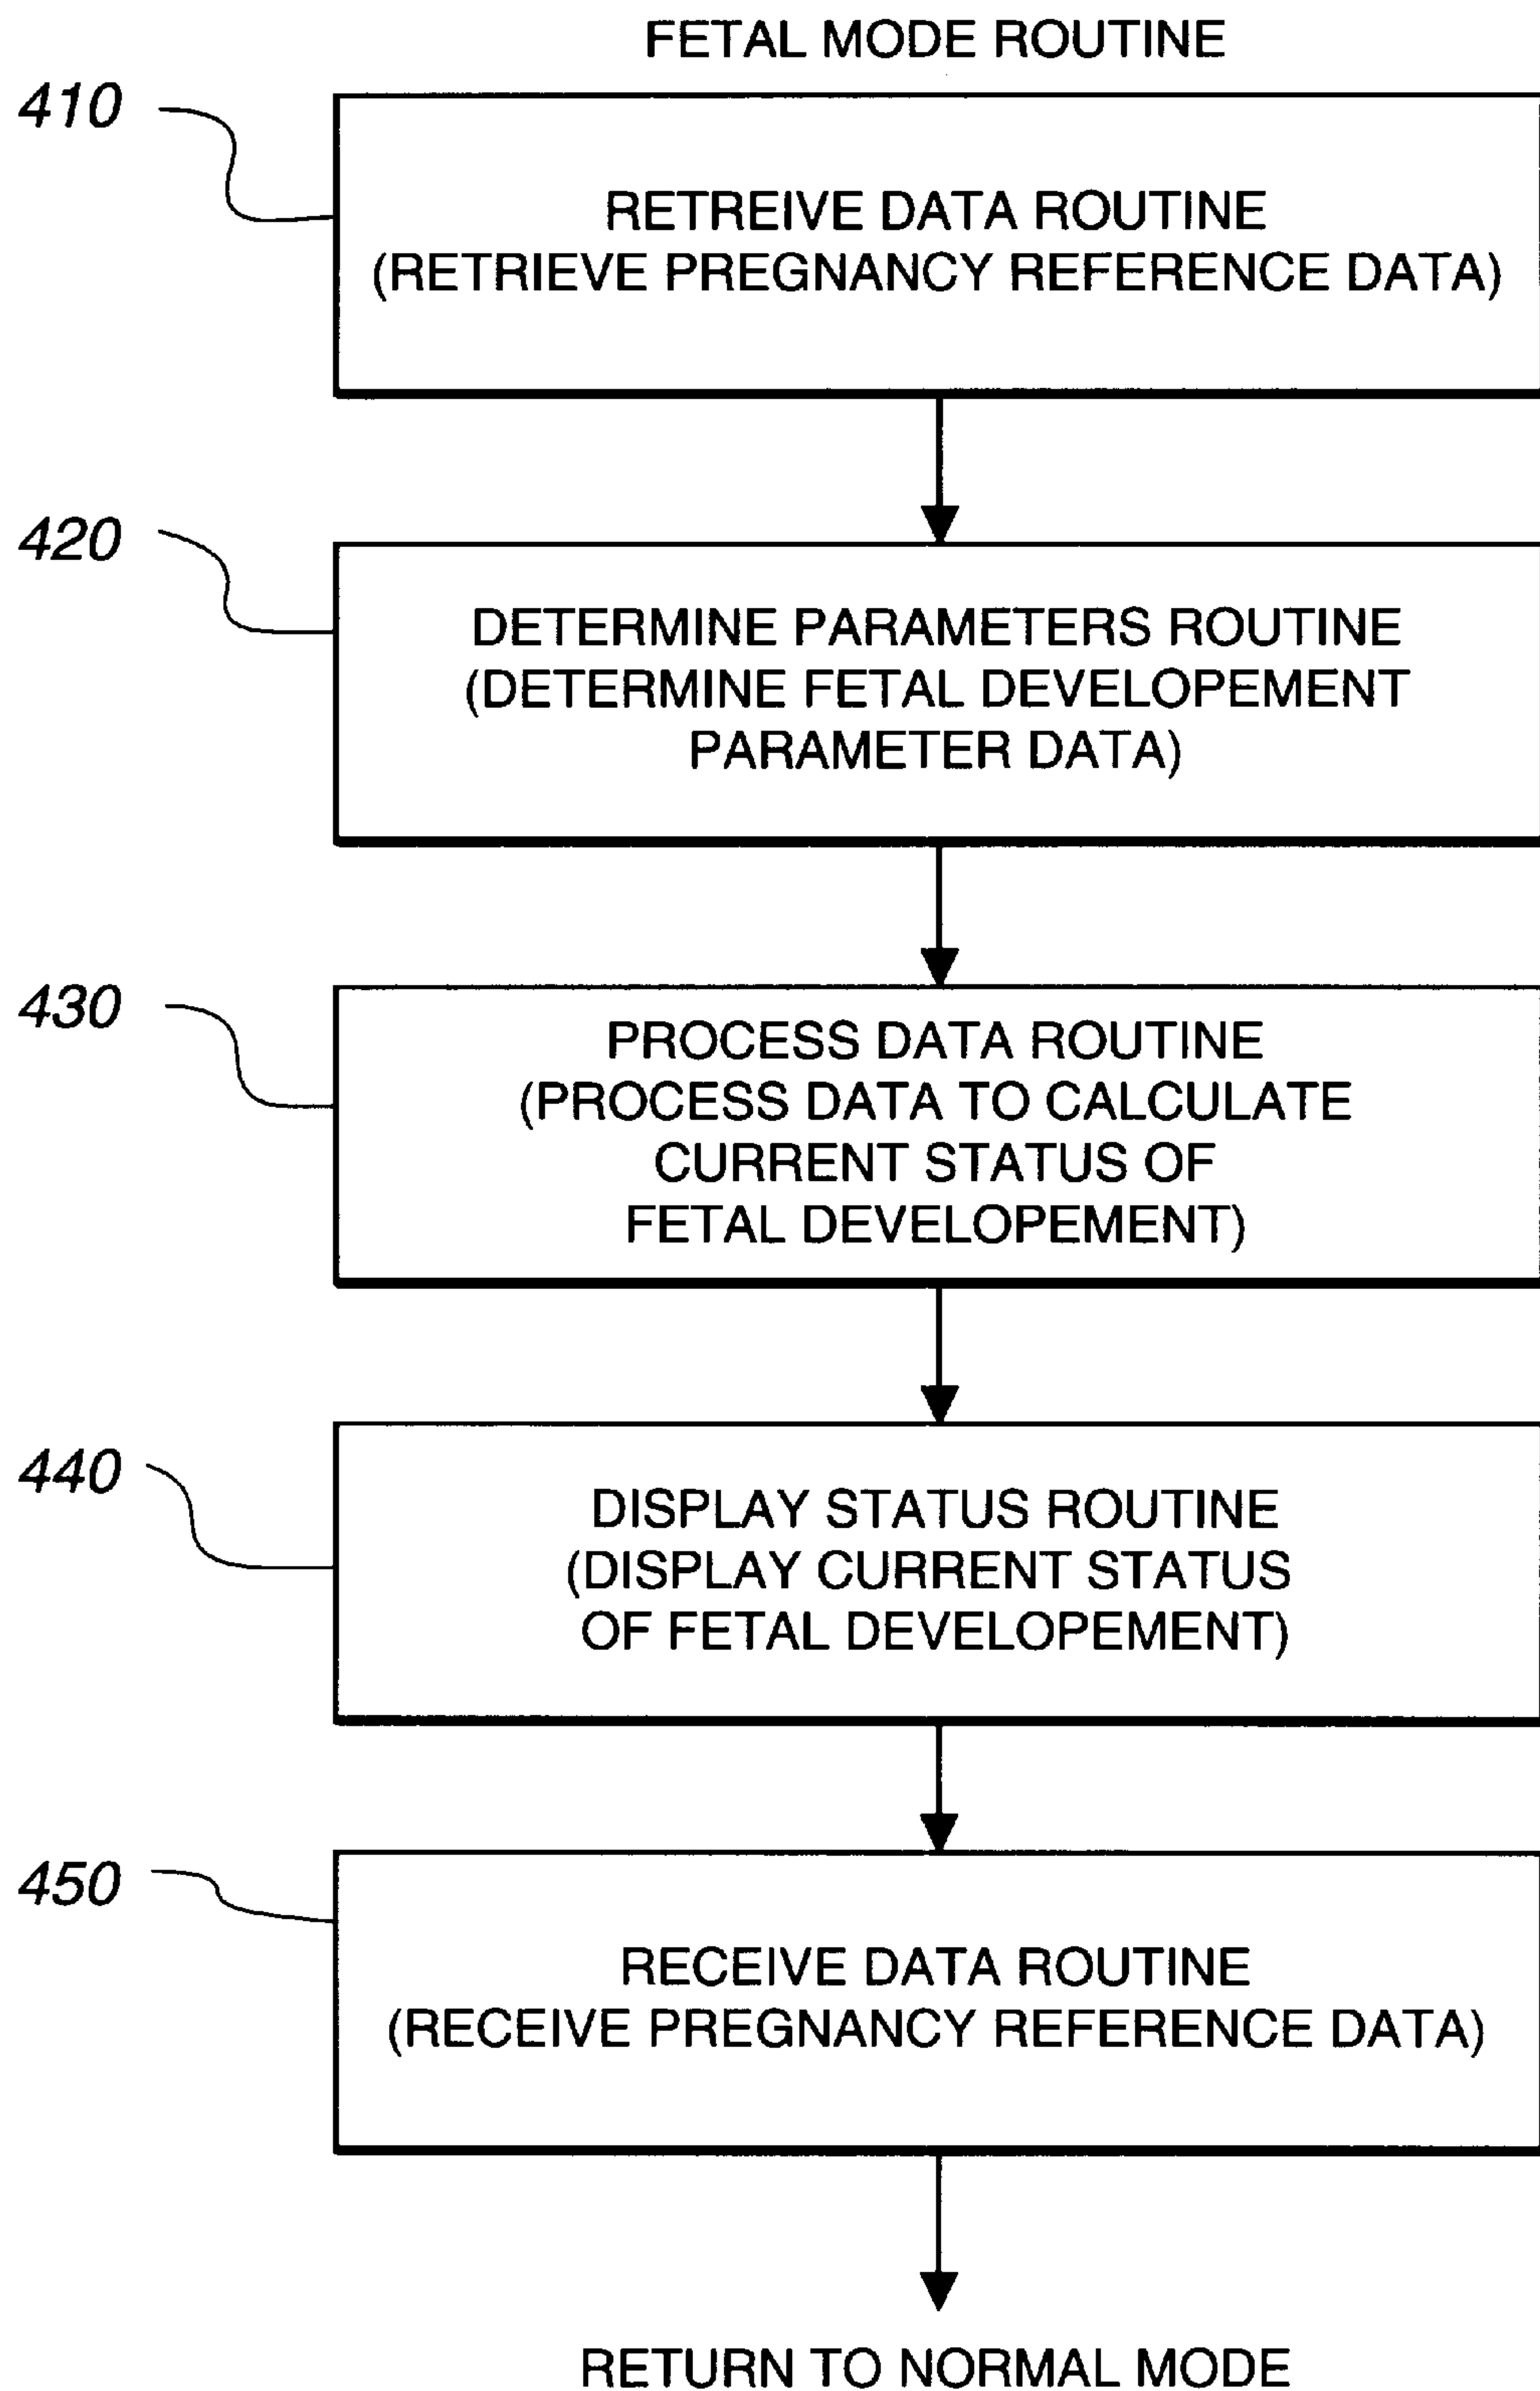 FETAL MODE ROUTINE
410
RETREIVE DATA ROUTINE
(RETRIEVE PREGNANCY REFERENCE DATA)
420
DETERMINE PARAMETERS ROUTINE
(DETERMINE FETAL DEVELOPEMENT
PARAMETER DATA)
430
PROCESS DATA ROUTINE
(PROCESS DATA TO CALCULATE
CURRENT STATUS OF
FETAL DEVELOPEMENT)
440
DISPLAY STATUS ROUTINE
(DISPLAY CURRENT STATUS
OF FETAL DEVELOPEMENT)
450
RECEIVE DATA ROUTINE
(RECEIVE PREGNANCY REFERENCE DATA)
RETURN TO NORMAL MODE